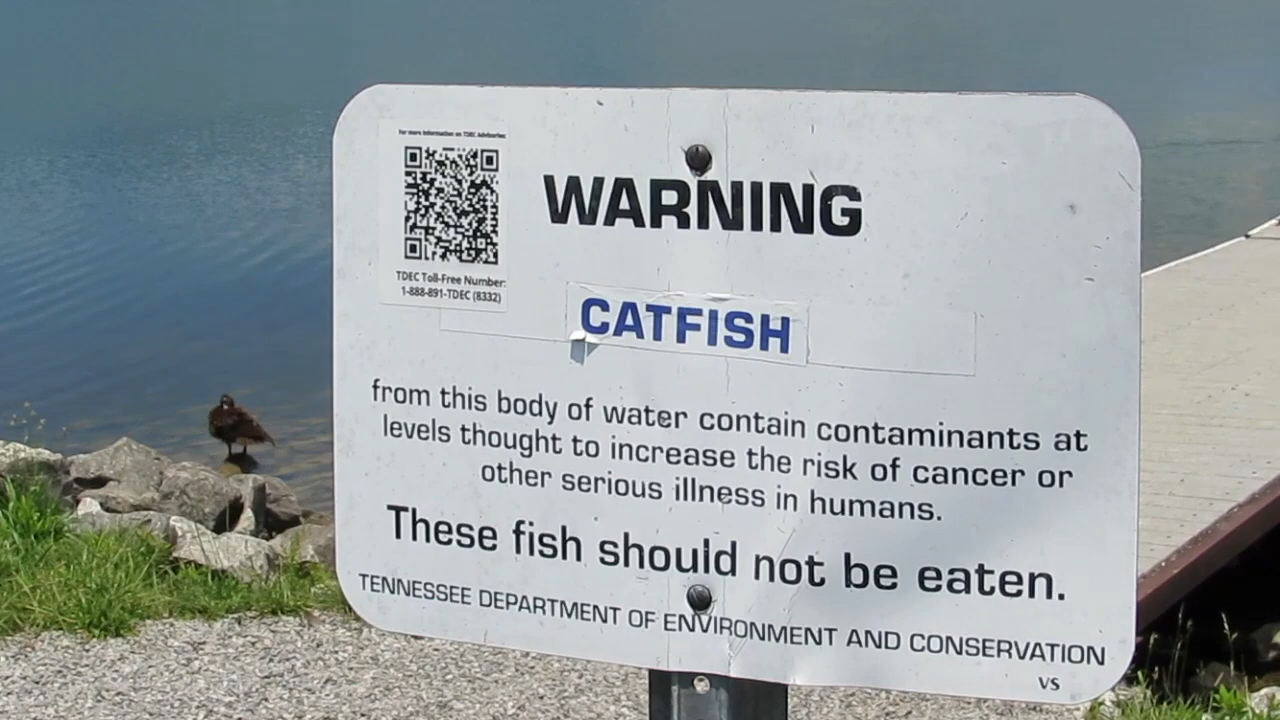 For more information on TDEC Advisories:
TDEC Toll-Free Number:
1-888-891-TDEC (8332)
WARNING
CATFISH
from this body of water contain contaminants at
levels thought to increase the risk of cancer or
other serious illness in humans.
These fish should not be eaten.
TENNESSEE DEPARTMENT OF ENVIRONMENT AND CONSERVATION
VS